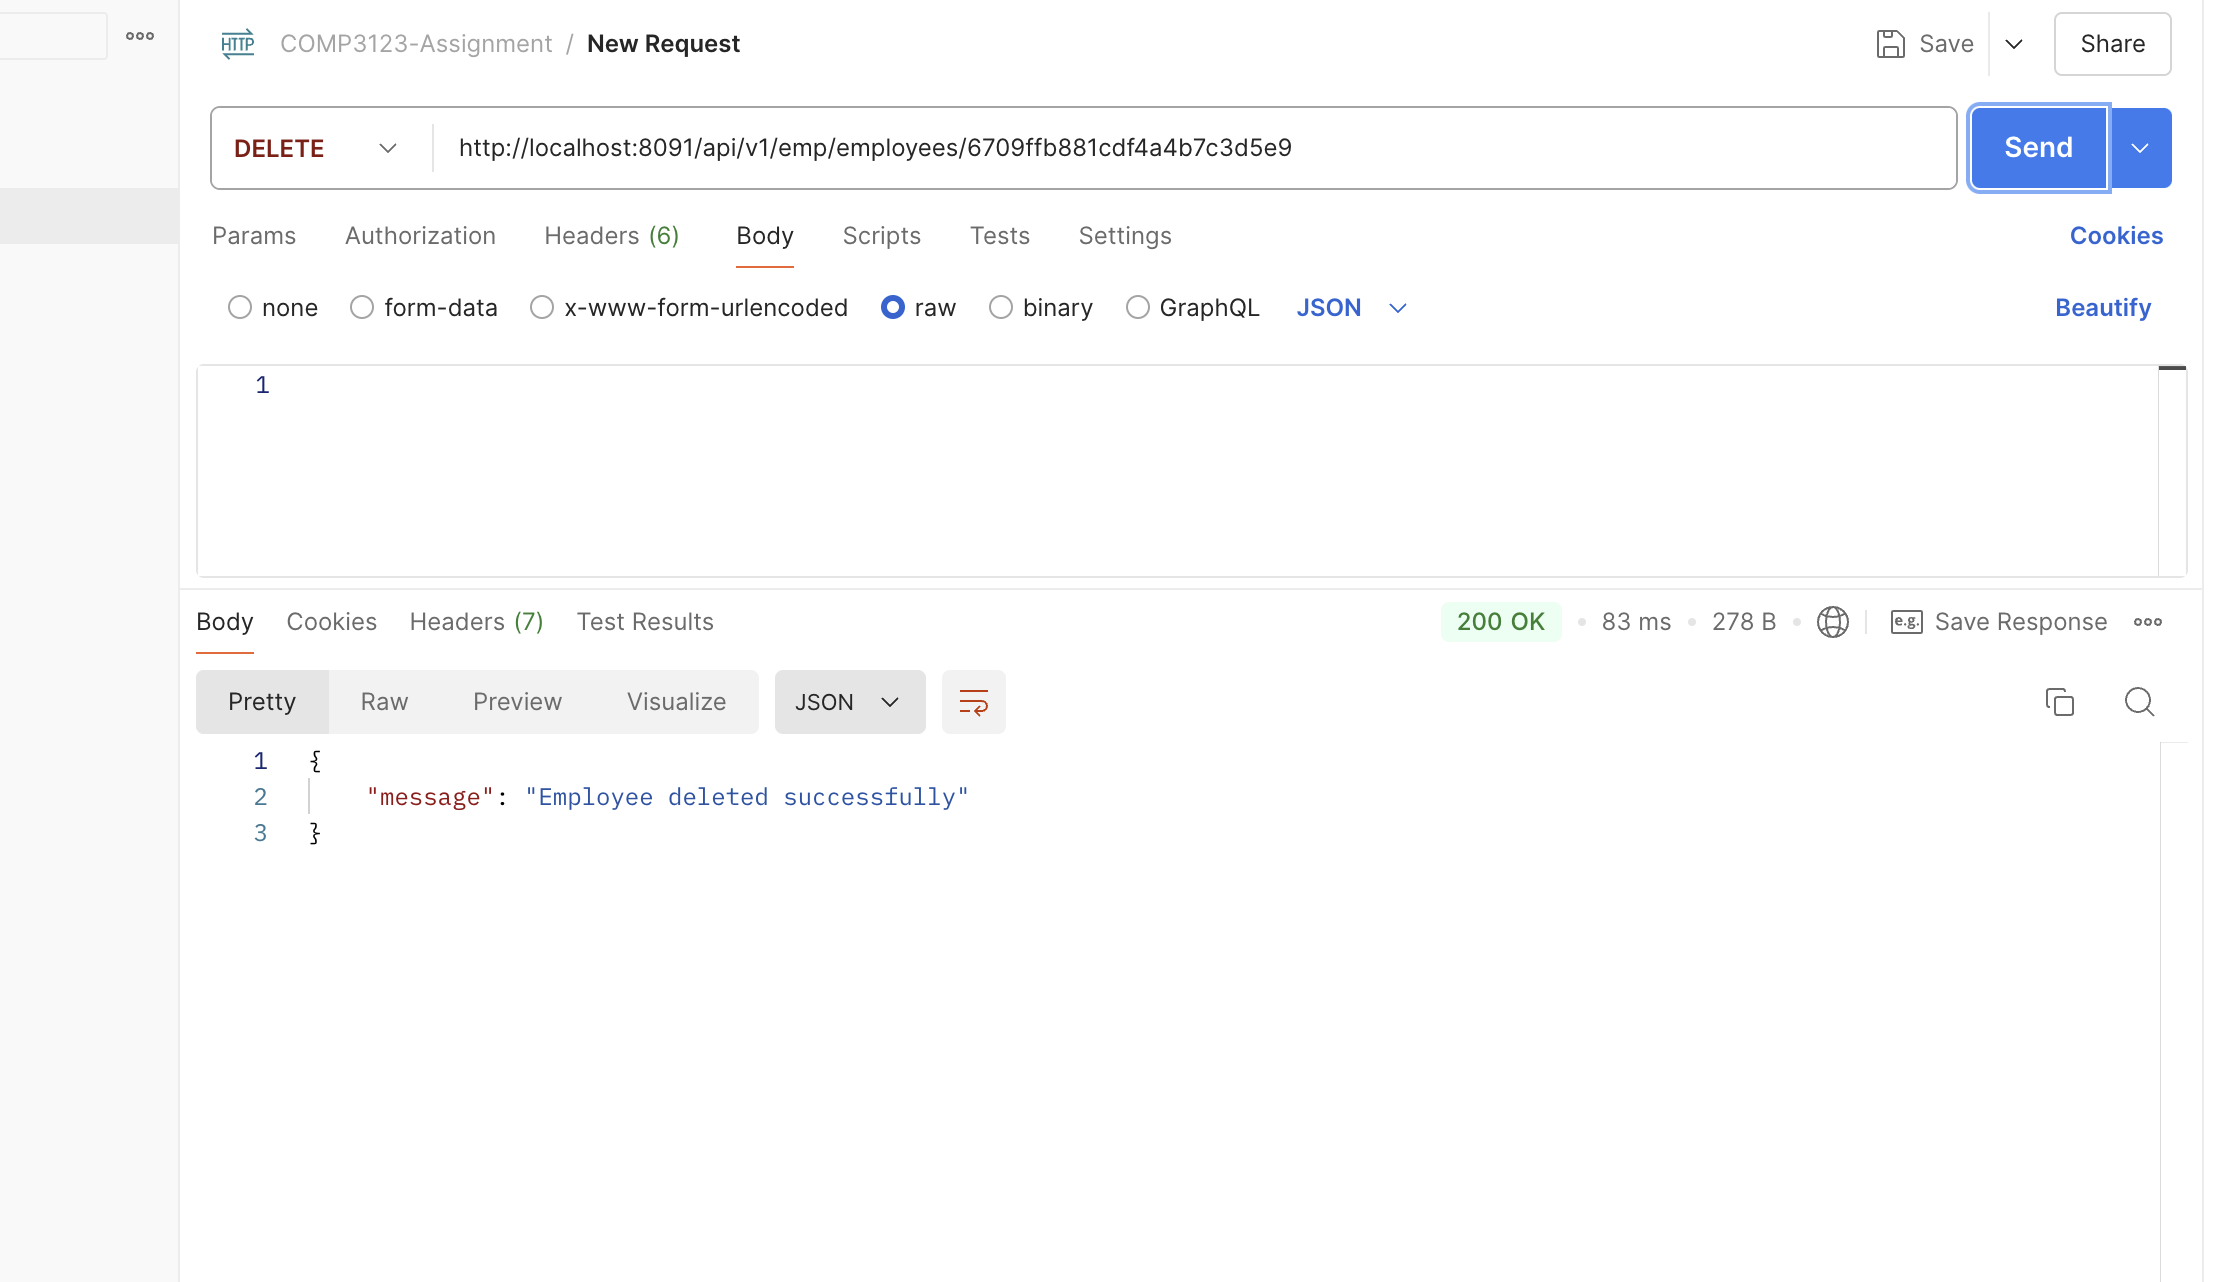 HTTP COMP3123-Assignment / New Request Save Share
DELETE http://localhost:8091/api/v1/emp/employees/6709ffb881cdf4a4b7c3d5e9 Send
Params Authorization Headers (6) Body Scripts Tests Settings Cookies
none form-data x-www-form-urlencoded raw binary GraphQL JSON Beautify
1
Body Cookies Headers (7) Test Results 200 OK • 83 ms • 278 B • e.g. Save Response
Pretty Raw Preview Visualize JSON
1 {
2 "message": "Employee deleted successfully"
3 }